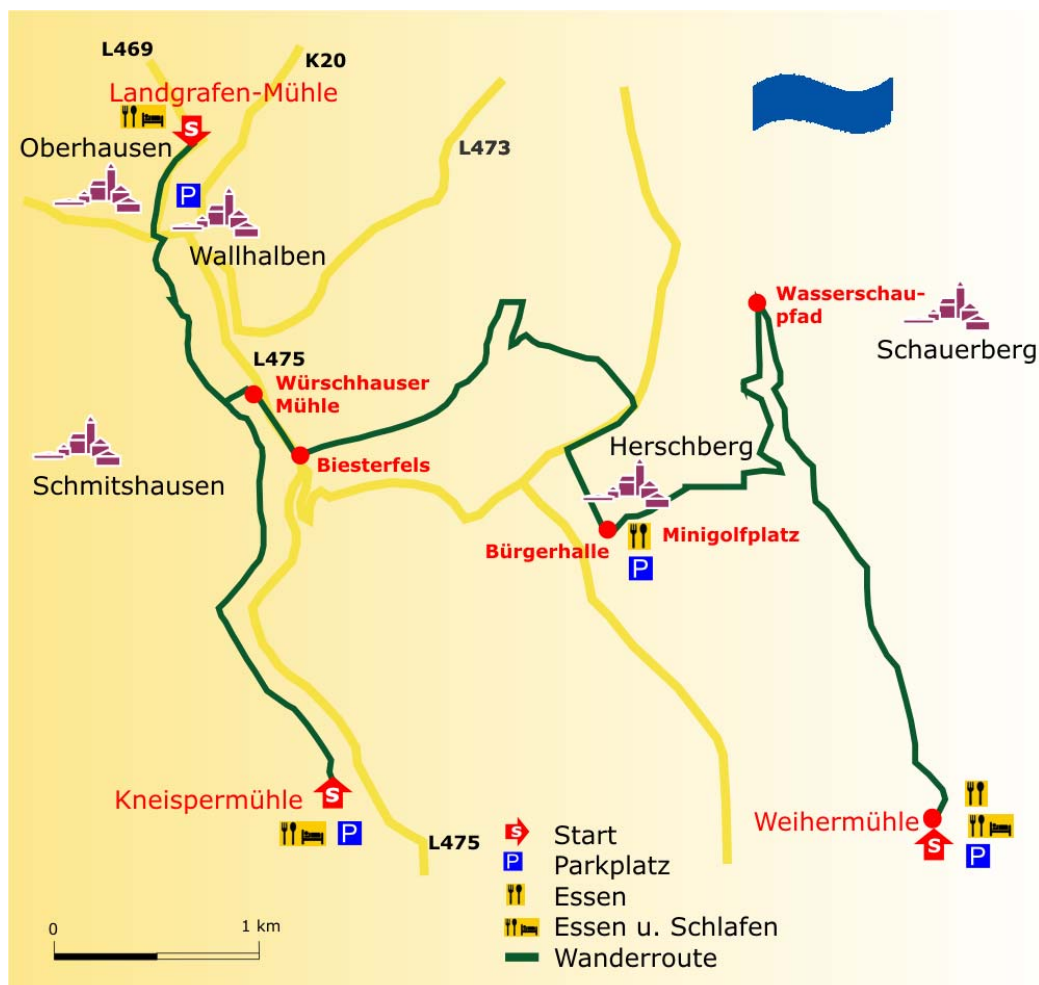 L469
K20
Landgrafen-Mühle
S
Oberhausen
L473
P
Wallhalben
Wasserschau-
pfad
Schauerberg
L475
Würschhauser
Mühle
Herschberg
Biesterfels
Schmitshausen
Bürgerhalle
Minigolfplatz
P
Kneispermühle
S
P
L475
Weihermühle
S
P
S Start
P Parkplatz
Essen
Essen u. Schlafen
Wanderroute
0 1 km